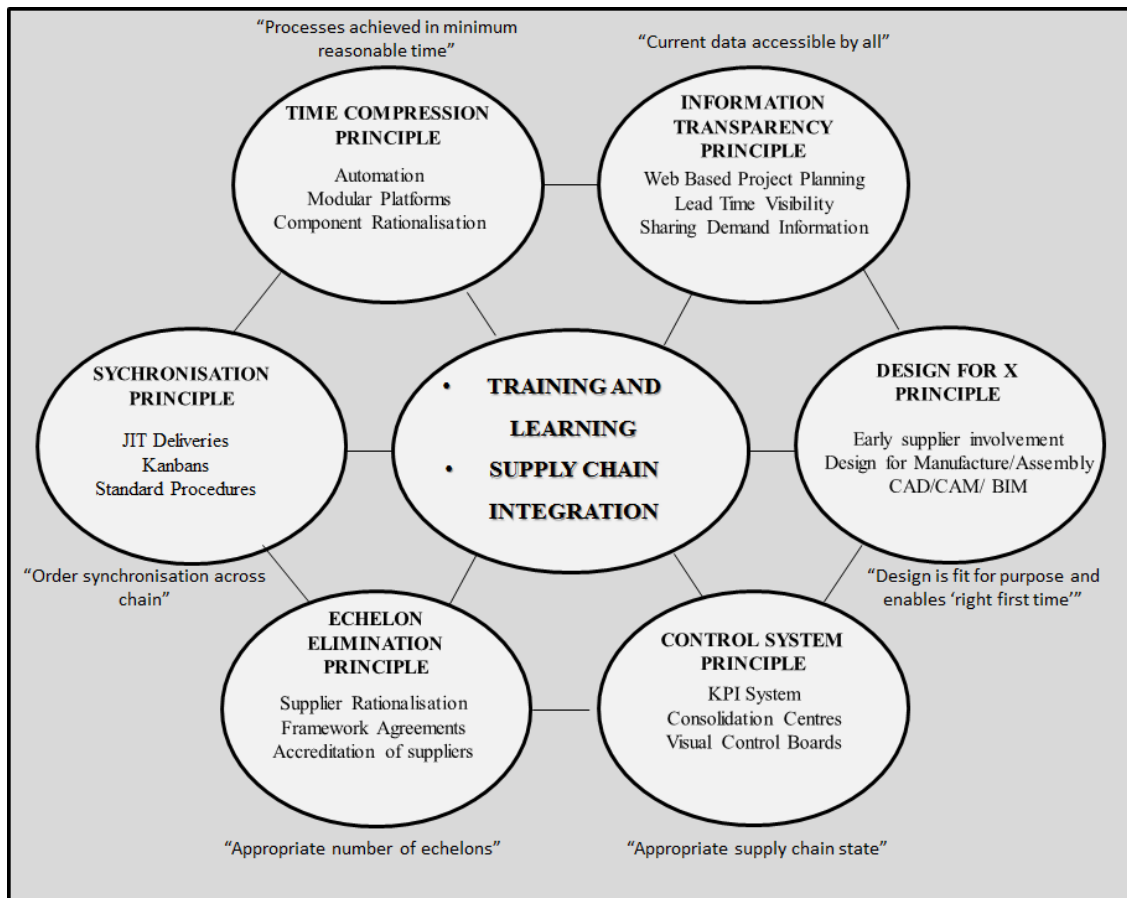 “Processes achieved in minimum
reasonable time”
“Current data accessible by all”
TIME COMPRESSION
PRINCIPLE
Automation
Modular Platforms
Component Rationalisation
INFORMATION
TRANSPARENCY
PRINCIPLE
Web Based Project Planning
Lead Time Visibility
Sharing Demand Information
SYCHRONISATION
PRINCIPLE
JIT Deliveries
Kanbans
Standard Procedures
• TRAINING AND
LEARNING
• SUPPLY CHAIN
INTEGRATION
DESIGN FOR X
PRINCIPLE
Early supplier involvement
Design for Manufacture/Assembly
CAD/CAM/ BIM
“Order synchronisation across
chain”
“Design is fit for purpose and
enables ‘right first time’”
ECHELON
ELIMINATION
PRINCIPLE
Supplier Rationalisation
Framework Agreements
Accreditation of suppliers
CONTROL SYSTEM
PRINCIPLE
KPI System
Consolidation Centres
Visual Control Boards
“Appropriate number of echelons”
“Appropriate supply chain state”